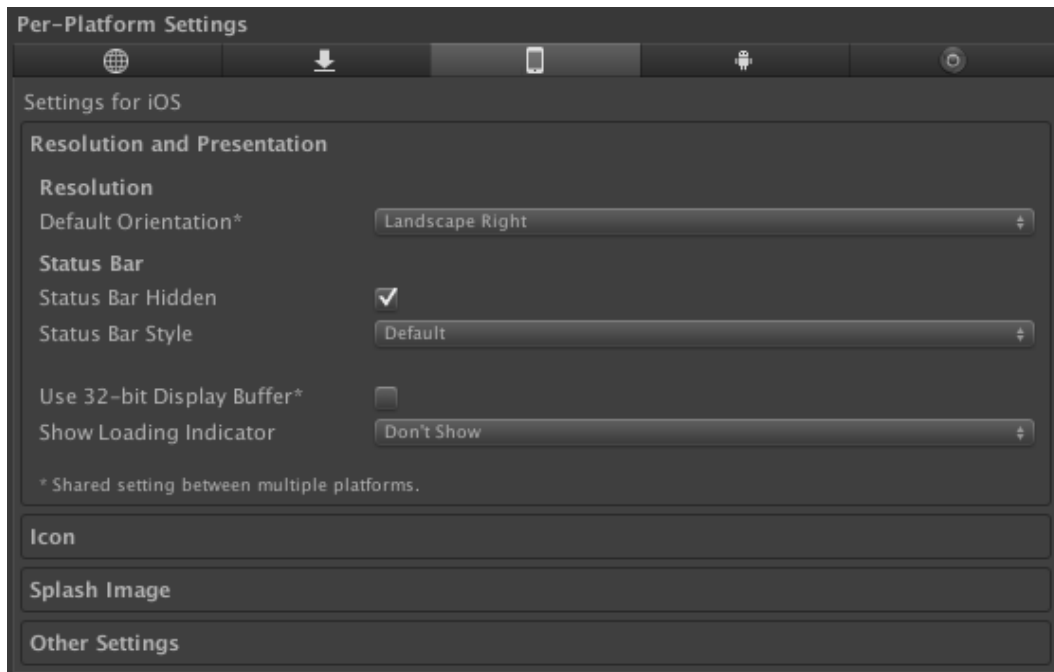 Per-Platform Settings
Settings for iOS
Resolution and Presentation
Resolution
Default Orientation* Landscape Right
Status Bar
Status Bar Hidden
Status Bar Style Default
Use 32-bit Display Buffer*
Show Loading Indicator Don't Show
* Shared setting between multiple platforms.
Icon
Splash Image
Other Settings